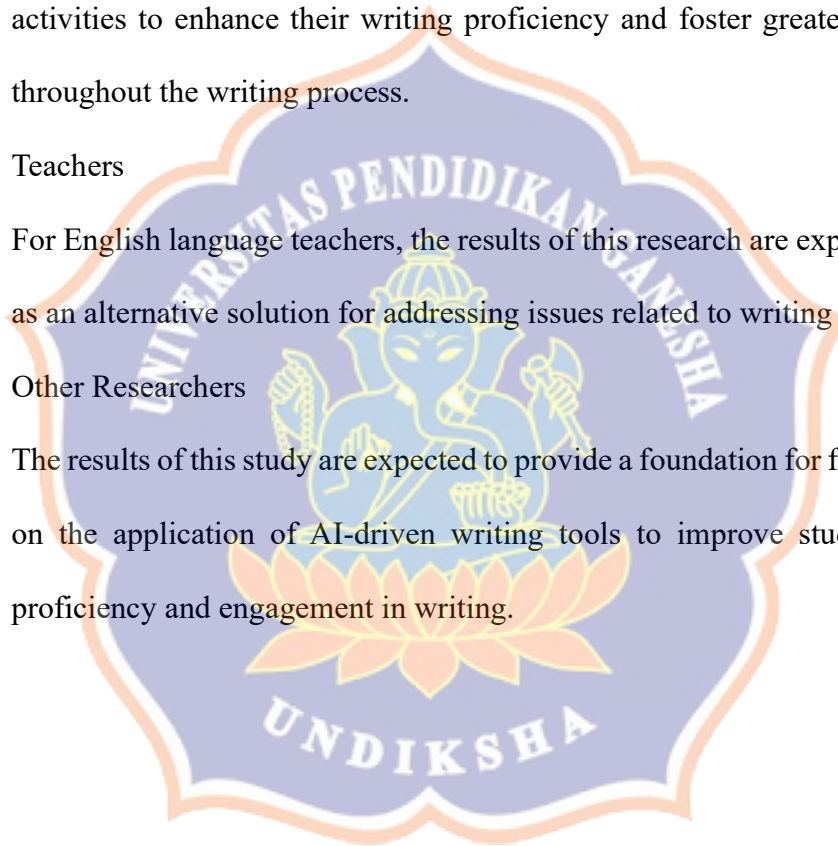 activities to enhance their writing proficiency and foster greate
throughout the writing process.
Teachers
For English language teachers, the results of this research are exp
as an alternative solution for addressing issues related to writing
Other Researchers
The results of this study are expected to provide a foundation for f
on the application of AI-driven writing tools to improve stu
proficiency and engagement in writing.
UNIVERSITAS PENDIDIKAN GANESHA
UNDIKSHA